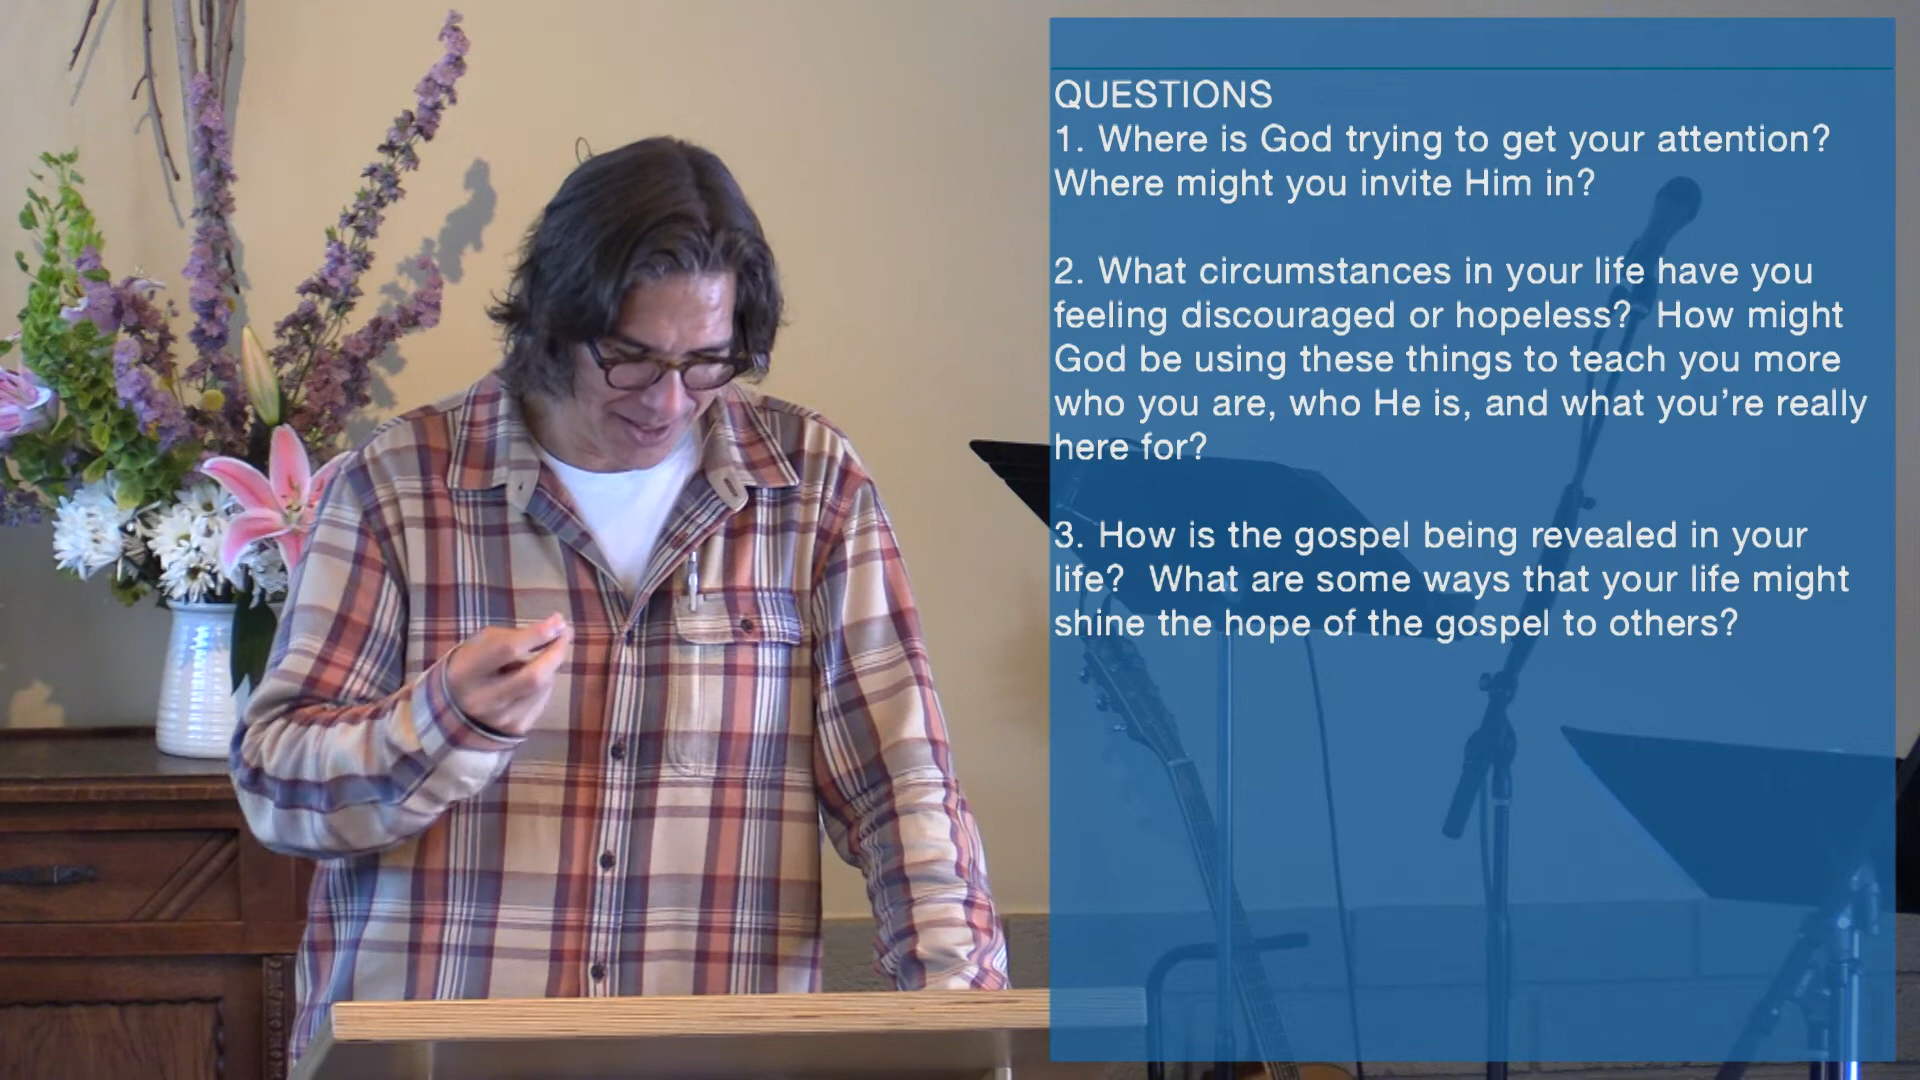 QUESTIONS
1. Where is God trying to get your attention?
Where might you invite Him in?
2. What circumstances in your life have you
feeling discouraged or hopeless?  How might
God be using these things to teach you more
who you are, who He is, and what you're really
here for?
3. How is the gospel being revealed in your
life?  What are some ways that your life might
shine the hope of the gospel to others?